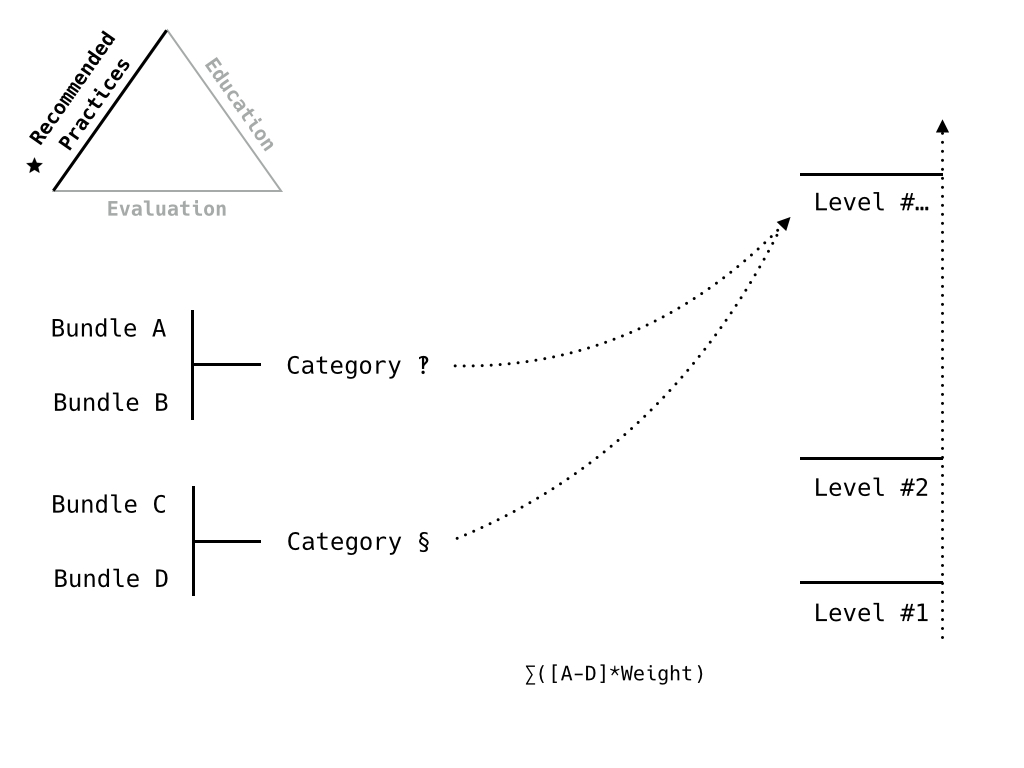 ★ Recommended
Practices
Education
Evaluation
Level #…
Bundle A
Category ‽
Bundle B
Level #2
Bundle C
Category §
Bundle D
Level #1
∑([A-D]*Weight)